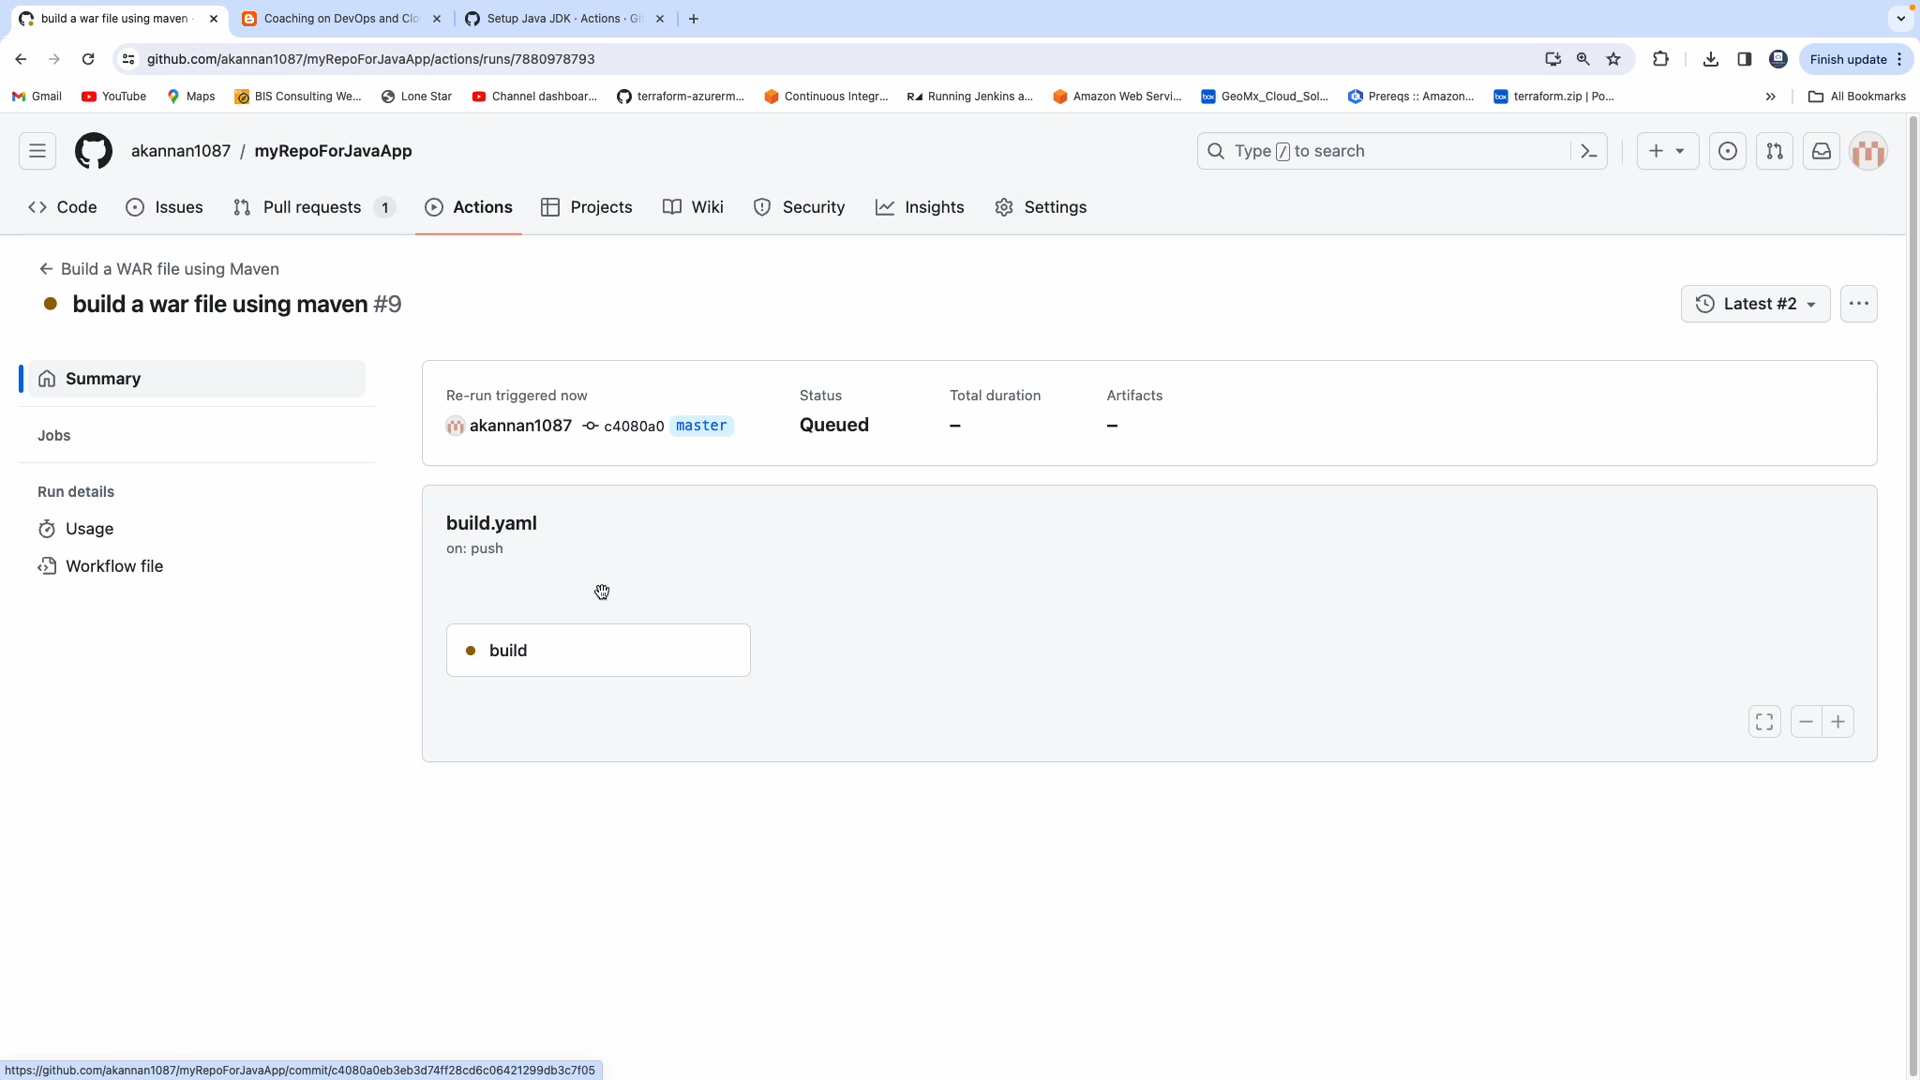 build a war file using maven
Coaching on DevOps and Clo
Setup Java JDK · Actions · Gi
github.com/akannan1087/myRepoForJavaApp/actions/runs/7880978793
Finish update
Gmail
YouTube
Maps
BIS Consulting We...
Lone Star
Channel dashboar...
terraform-azurerm...
Continuous Integr...
Running Jenkins a...
Amazon Web Servi...
GeoMx_Cloud_Sol...
Prereqs :: Amazon...
terraform.zip | Po...
»
All Bookmarks
akannan1087 / myRepoForJavaApp
Type / to search
Code
Issues
Pull requests 1
Actions
Projects
Wiki
Security
Insights
Settings
← Build a WAR file using Maven
build a war file using maven #9
Latest #2
Summary
Jobs
Run details
Usage
Workflow file
Re-run triggered now
akannan1087 c4080a0 master
Status
Queued
Total duration
–
Artifacts
–
build.yaml
on: push
build
https://github.com/akannan1087/myRepoForJavaApp/commit/c4080a0eb3eb3d74ff28cd6c06421299db3c7f05